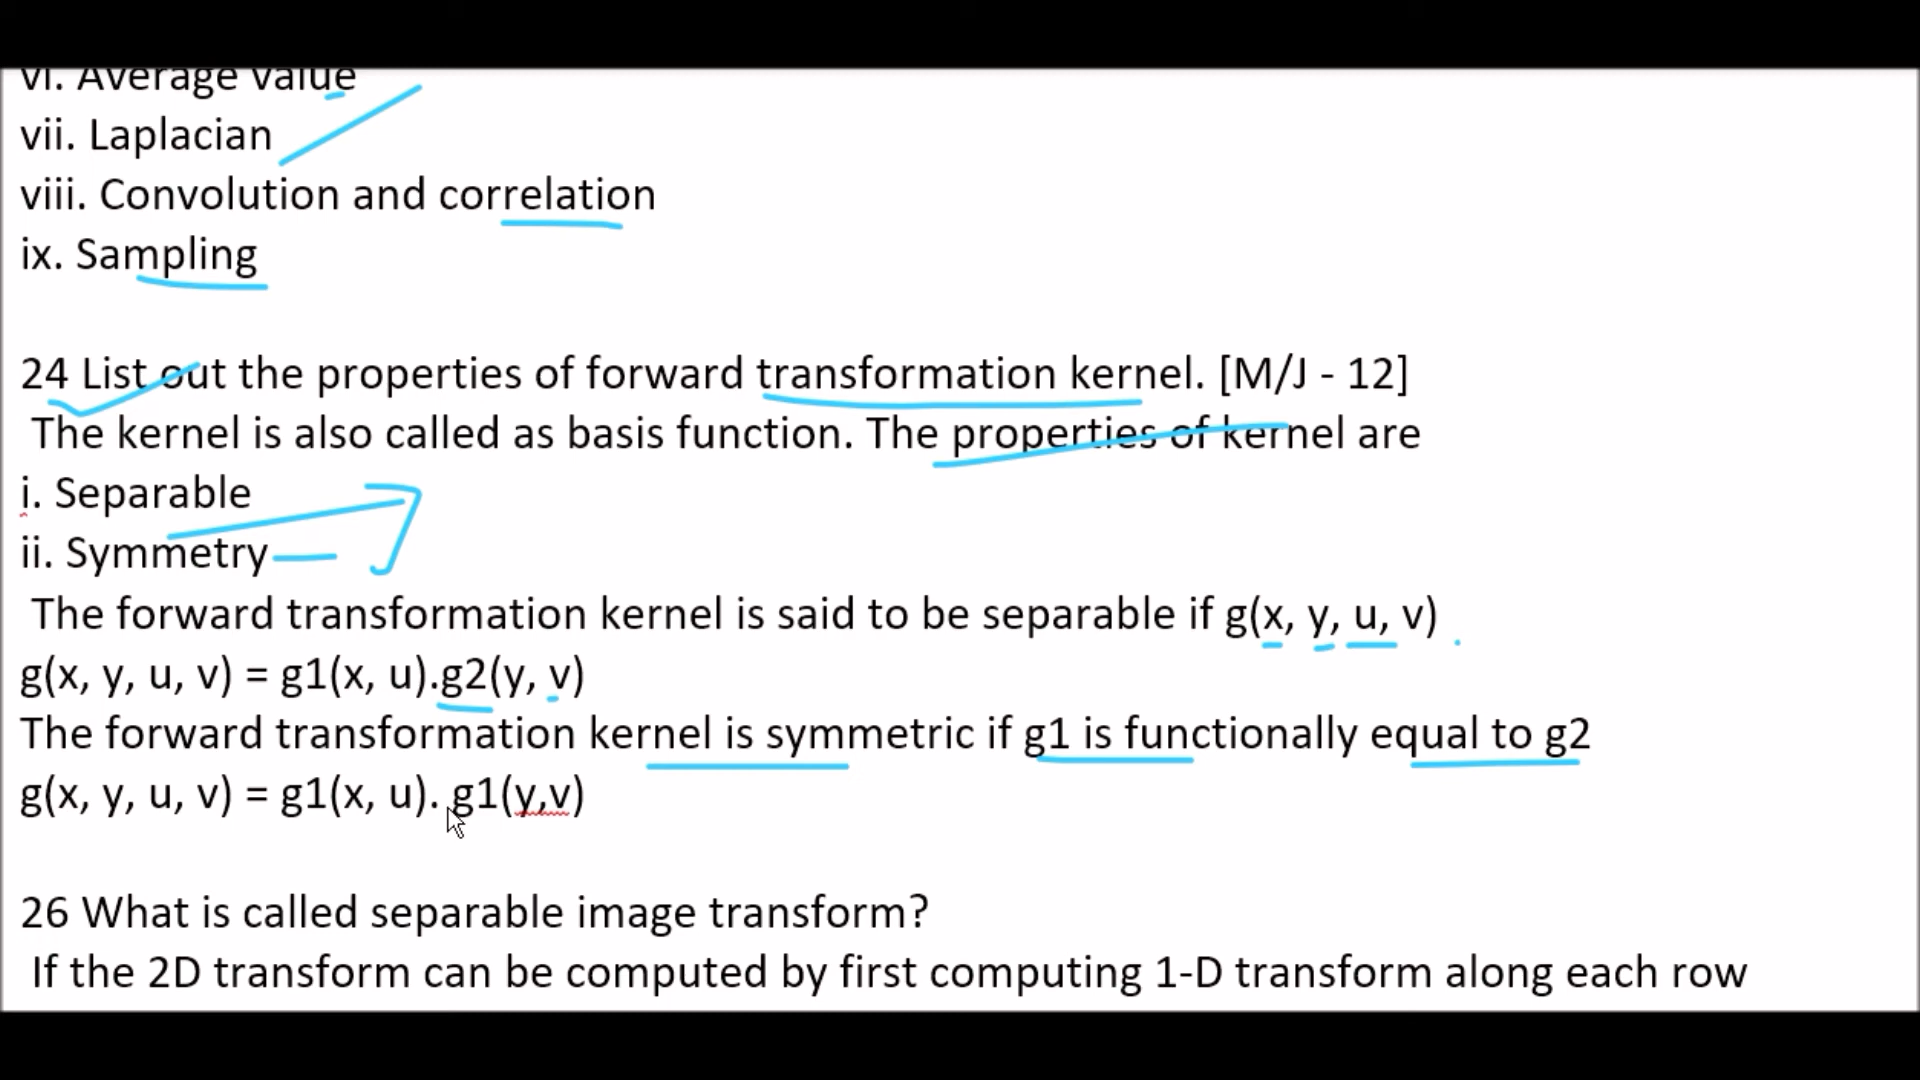 vi. Average value
vii. Laplacian
viii. Convolution and correlation
ix. Sampling
24 List out the properties of forward transformation kernel. [M/J - 12]
The kernel is also called as basis function. The properties of kernel are
i. Separable
ii. Symmetry
The forward transformation kernel is said to be separable if g(x, y, u, v)
g(x, y, u, v) = g1(x, u).g2(y, v)
The forward transformation kernel is symmetric if g1 is functionally equal to g2
g(x, y, u, v) = g1(x, u). g1(y,v)
26 What is called separable image transform?
If the 2D transform can be computed by first computing 1-D transform along each row